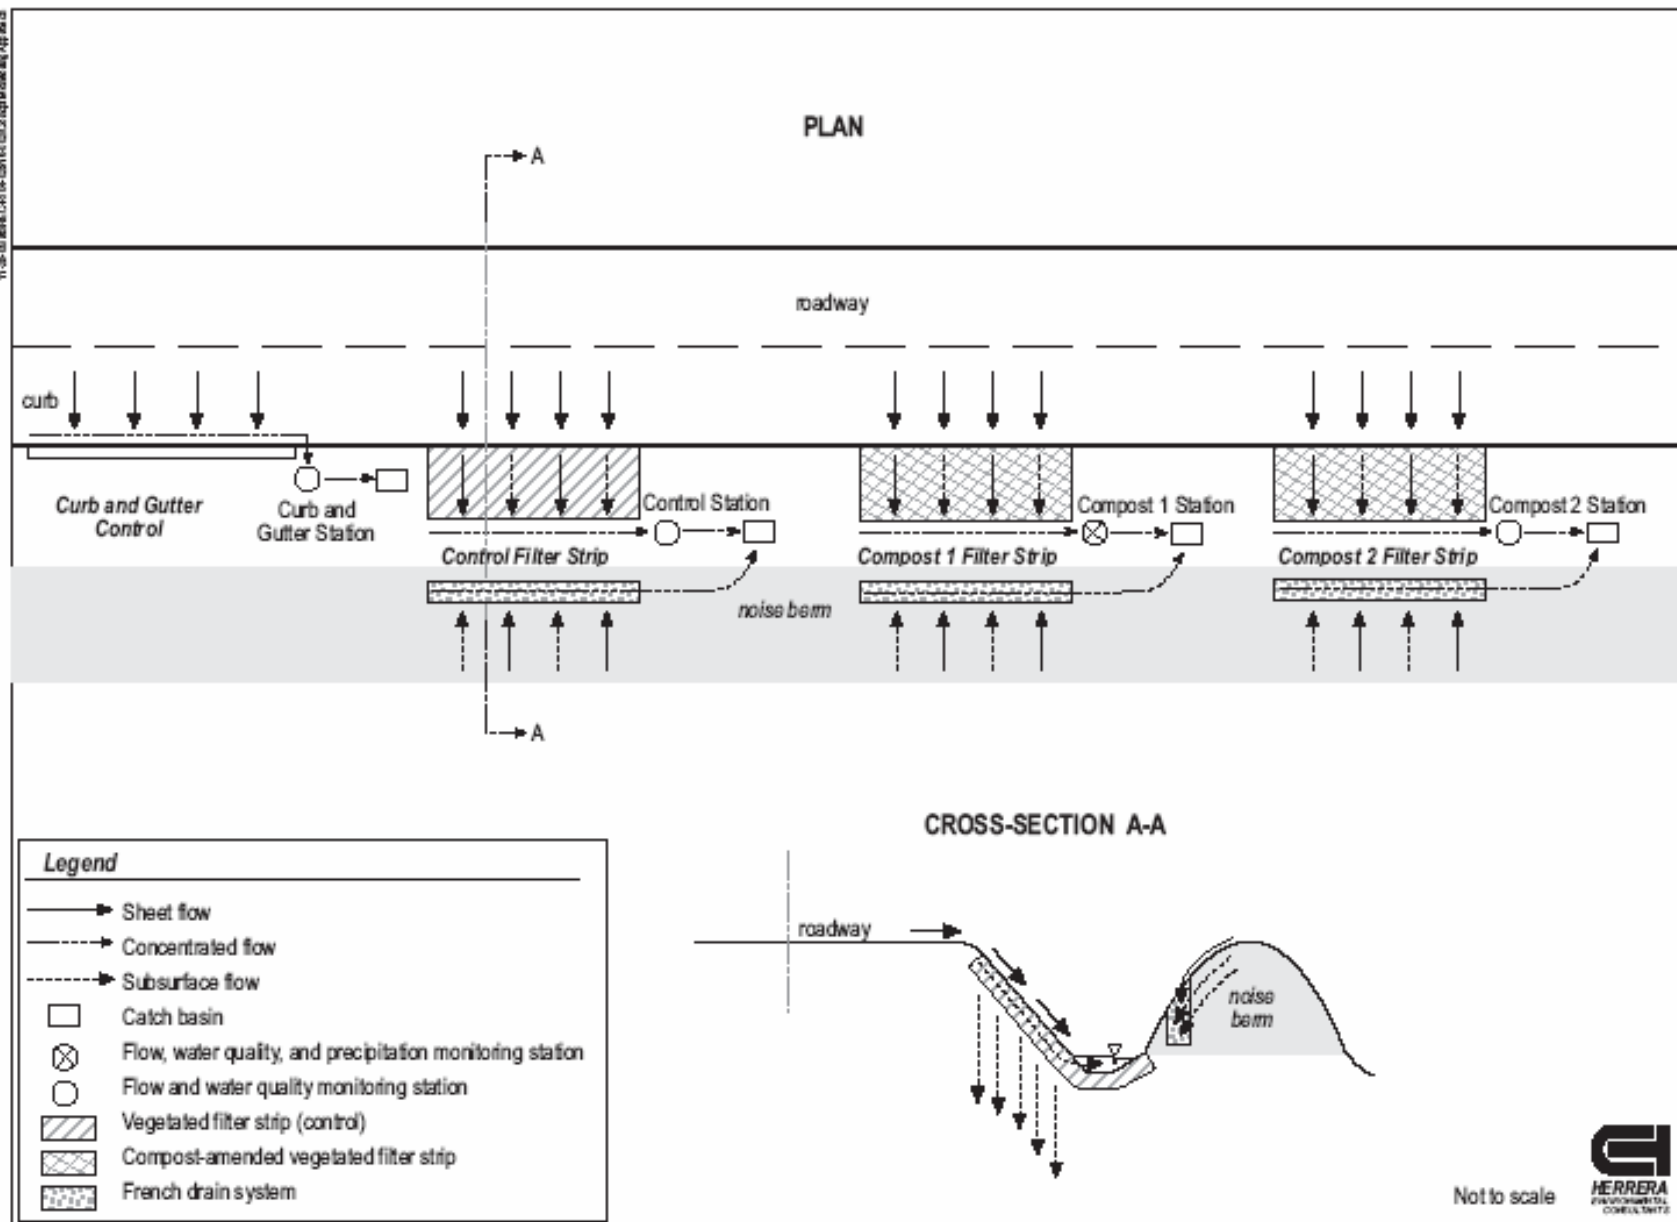 PLAN
A
roadway
curb
Curb and Gutter
Control
Curb and
Gutter Station
Control Station
Control Filter Strip
Compost 1 Station
Compost 1 Filter Strip
Compost 2 Station
Compost 2 Filter Strip
noise berm
A
CROSS-SECTION A-A
roadway
noise
berm
Legend
Sheet flow
Concentrated flow
Subsurface flow
Catch basin
Flow, water quality, and precipitation monitoring station
Flow and water quality monitoring station
Vegetated filter strip (control)
Compost-amended vegetated filter strip
French drain system
Not to scale
HERRERA
ENVIRONMENTAL
CONSULTANTS